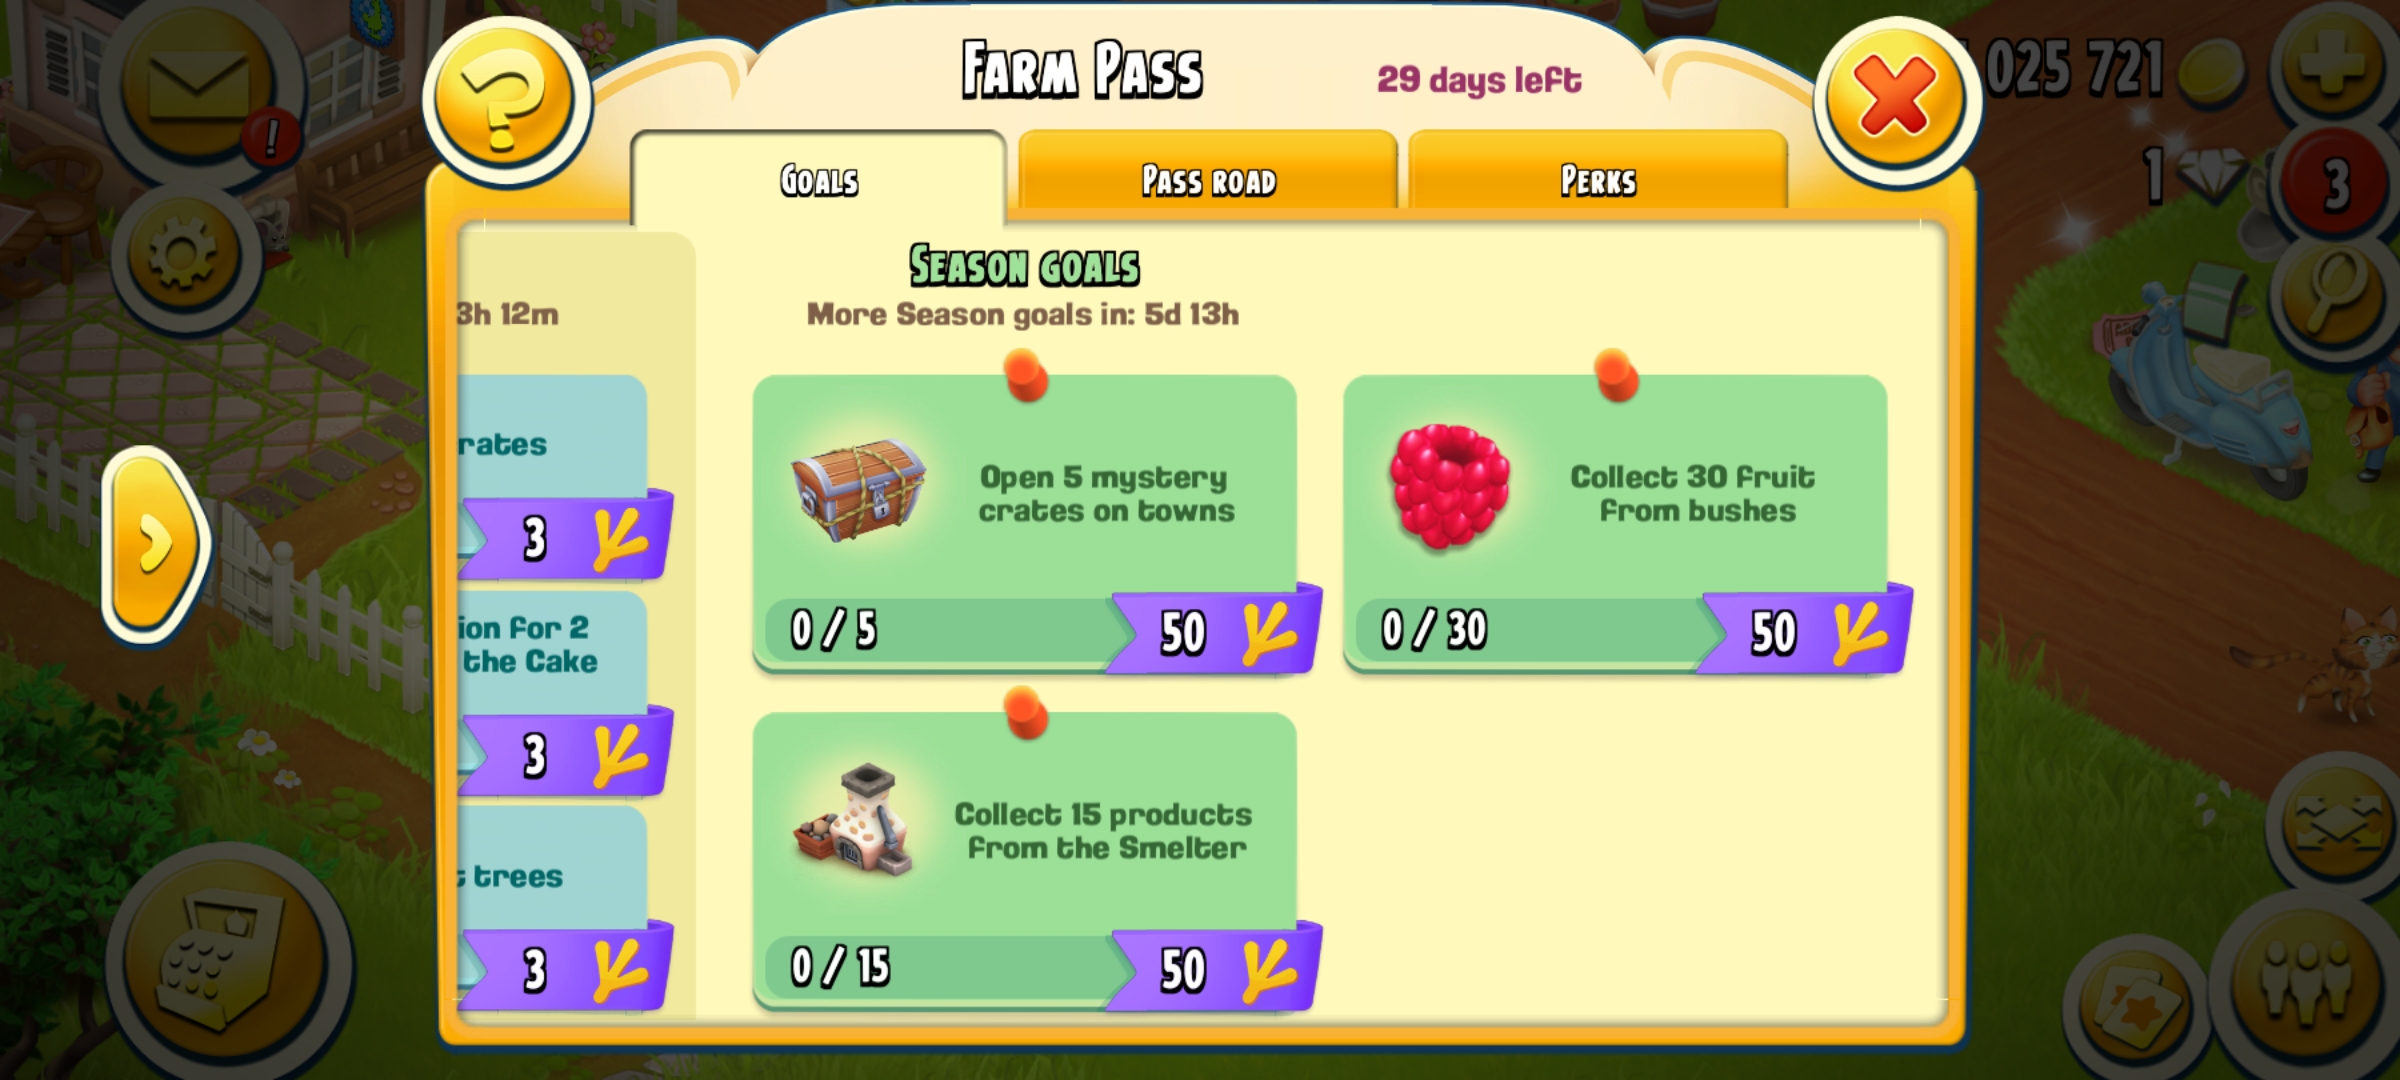 FARM PASS
29 days left
025 721
1
3
!
GOALS
PASS ROAD
PERKS
SEASON GOALS
More Season goals in: 5d 13h
3h 12m
rates
3
ion for 2
the Cake
3
trees
3
Open 5 mystery
crates on towns
0 / 5
50
Collect 30 fruit
from bushes
0 / 30
50
Collect 15 products
from the Smelter
0 / 15
50